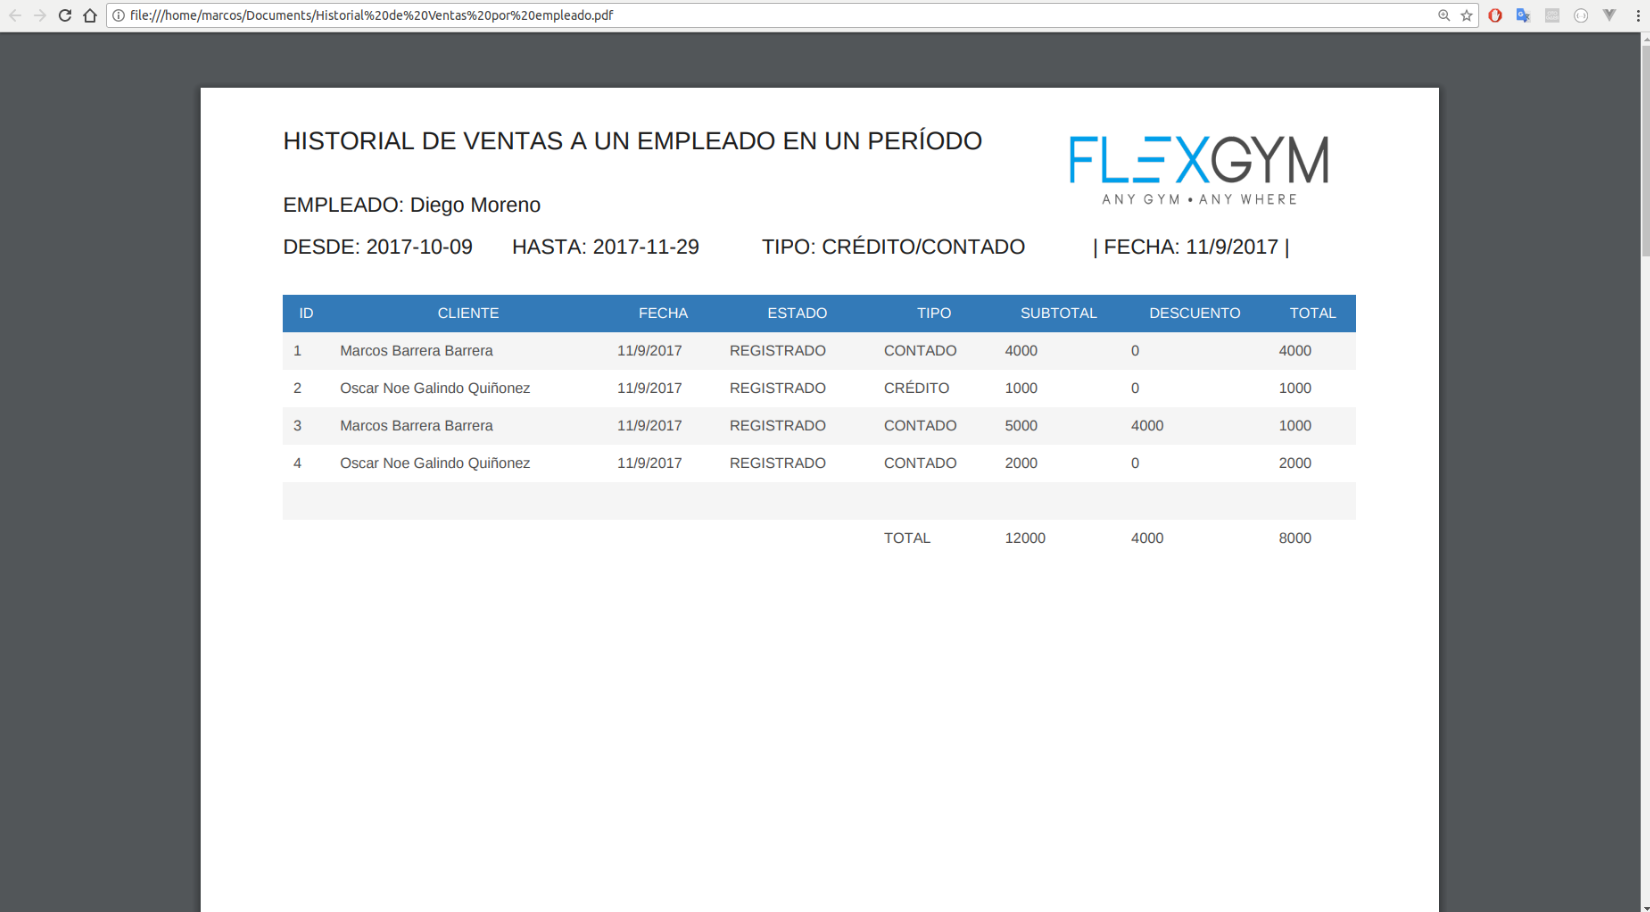 file:///home/marcos/Documents/Historial%20de%20Ventas%20por%20empleado.pdf
HISTORIAL DE VENTAS A UN EMPLEADO EN UN PERÍODO
FLEXGYM
ANY GYM • ANY WHERE
EMPLEADO: Diego Moreno
DESDE: 2017-10-09 HASTA: 2017-11-29 TIPO: CRÉDITO/CONTADO | FECHA: 11/9/2017 |
ID CLIENTE FECHA ESTADO TIPO SUBTOTAL DESCUENTO TOTAL
1 Marcos Barrera Barrera 11/9/2017 REGISTRADO CONTADO 4000 0 4000
2 Oscar Noe Galindo Quiñonez 11/9/2017 REGISTRADO CRÉDITO 1000 0 1000
3 Marcos Barrera Barrera 11/9/2017 REGISTRADO CONTADO 5000 4000 1000
4 Oscar Noe Galindo Quiñonez 11/9/2017 REGISTRADO CONTADO 2000 0 2000
TOTAL 12000 4000 8000